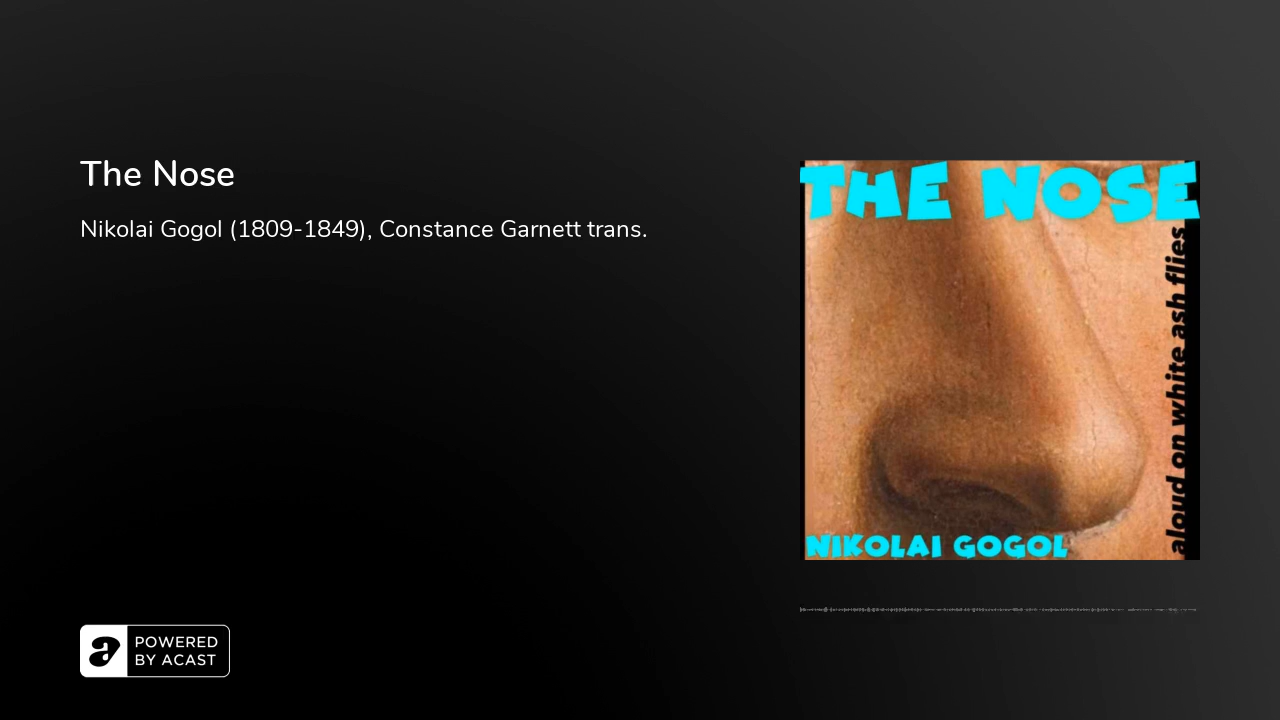 The Nose
Nikolai Gogol (1809-1849), Constance Garnett trans.
THE NOSE
aloud on white ash flies
NIKOLAI GOGOL
a
POWERED
BY ACAST